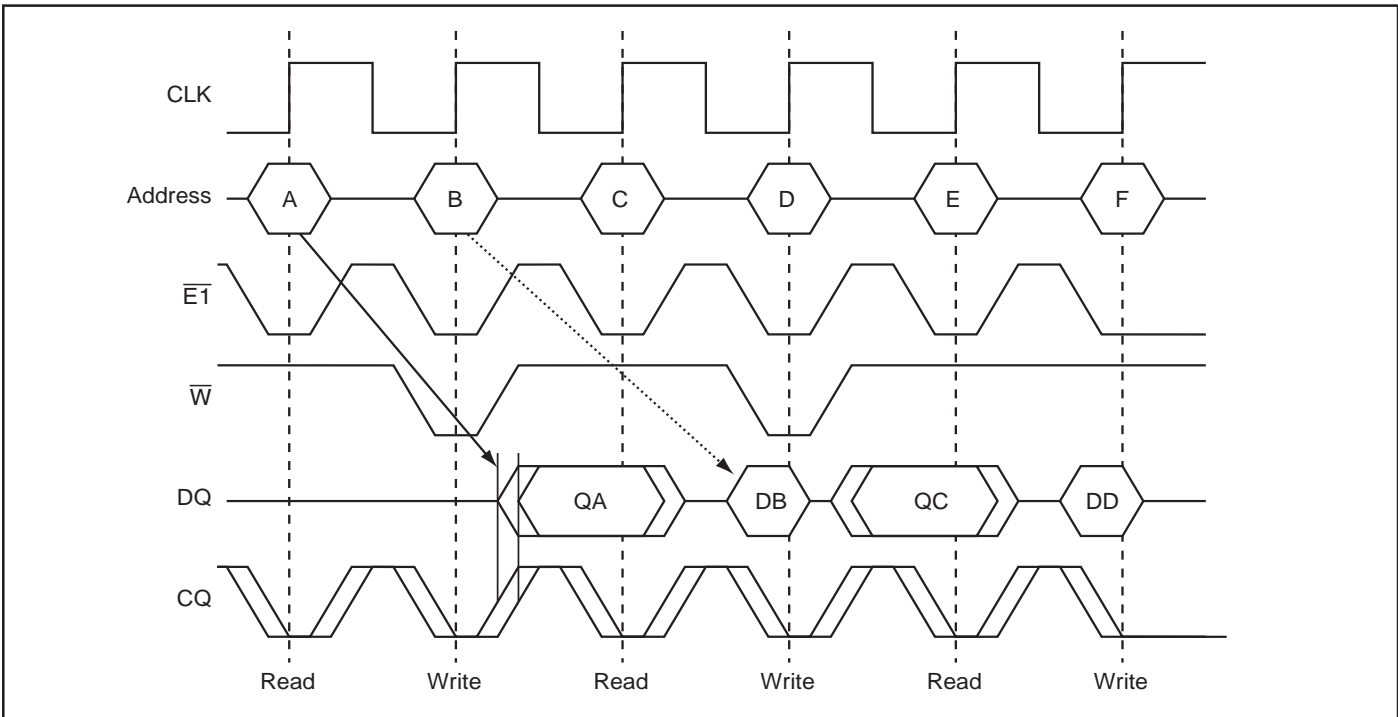 CLK
Address A B C D E F
E1
W
DQ QA DB QC DD
CQ
Read Write Read Write Read Write